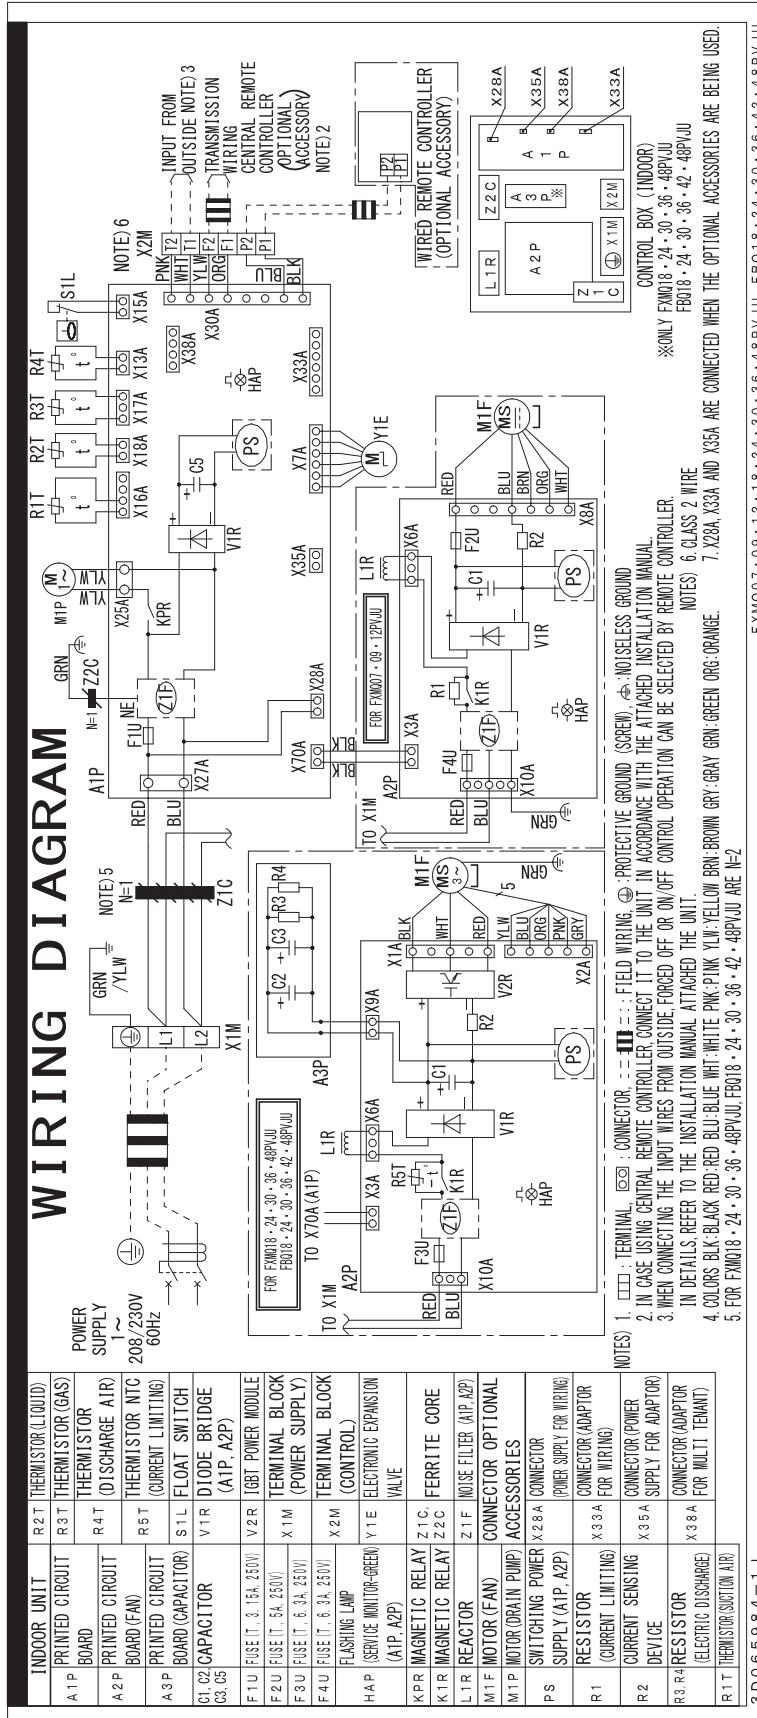 WIRING DIAGRAM
POWER
SUPPLY
1～
208/230V
60Hz
GRN
/YLW
L1
L2
X1M
NOTE) 5
N=1
Z1C
RED
BLU
A1P
X27A
F1U
NE
Z1F
N=1
Z2C
GRN
M1P
M
1～
YLW
YLW
X25A
KPR
R1T
t°
X16A
R2T
t°
X18A
R3T
t°
X17A
R4T
t°
X13A
S1L
X15A
V1R
C5
PS
X38A
X30A
HAP
X70A
X28A
X35A
X7A
X33A
M
Y1E
NOTE) 6
X2M
PNK
WHT
YLW
ORG
BLU
BLK
T2
T1
F2
F1
P2
P1
INPUT FROM
OUTSIDE NOTE) 3
TRANSMISSION
WIRING
CENTRAL REMOTE
CONTROLLER
(OPTIONAL
ACCESSORY)
NOTE) 2
P2
P1
WIRED REMOTE CONTROLLER
(OPTIONAL ACCESSORY)
FOR FXMQ18・24・30・36・48PVJU
FBQ18・24・30・36・42・48PVJU
TO X70A(A1P)
TO X1M
A2P
RED
BLU
X10A
F3U
Z1F
X3A
R5T
-t°
K1R
L1R
X6A
V1R
C1
HAP
A3P
C2
C3
R3
R4
X9A
R2
V2R
PS
X1A
BLK
WHT
RED
M1F
MS
3～
GRN
5
YLW
BLU
ORG
PNK
GRY
X2A
FOR FXMQ07・09・12PVJU
BLK
BLK
TO X1M
A2P
RED
BLU
GRN
X10A
F4U
Z1F
X3A
R1
K1R
L1R
X6A
V1R
C1
HAP
F2U
R2
PS
X8A
RED
BLU
BRN
ORG
WHT
M1F
MS
L1R
Z2C
A2P
A3P
※
A1P
Z1C
X1M
X2M
X28A
X35A
X38A
X33A
CONTROL BOX (INDOOR)
※ONLY FXMQ18・24・30・36・48PVJU
FBQ18・24・30・36・42・48PVJU
NOTES) 1. : TERMINAL, : CONNECTOR, : FIELD WIRING, : PROTECTIVE GROUND (SCREW), : NOISELESS GROUND
2. IN CASE USING CENTRAL REMOTE CONTROLLER, CONNECT IT TO THE UNIT IN ACCORDANCE WITH THE ATTACHED INSTALLATION MANUAL.
3. WHEN CONNECTING THE INPUT WIRES FROM OUTSIDE, FORCED OFF OR ON/OFF CONTROL OPERATION CAN BE SELECTED BY REMOTE CONTROLLER.
IN DETAILS, REFER TO THE INSTALLATION MANUAL ATTACHED THE UNIT.
4. COLORS BLK:BLACK RED:RED BLU:BLUE WHT:WHITE PNK:PINK YLW:YELLOW BRN:BROWN GRY:GRAY GRN:GREEN ORG:ORANGE.
5. FOR FXMQ18・24・30・36・48PVJU, FBQ18・24・30・36・42・48PVJU ARE N=2
NOTES) 6. CLASS 2 WIRE
7. X28A, X33A AND X35A ARE CONNECTED WHEN THE OPTIONAL ACCESSORIES ARE BEING USED.
INDOOR UNIT
A1P PRINTED CIRCUIT
BOARD
A2P PRINTED CIRCUIT
BOARD(FAN)
A3P PRINTED CIRCUIT
BOARD(CAPACITOR)
C1, C2, C3, C5 CAPACITOR
F1U FUSE(T, 3.15A, 250V)
F2U FUSE(T, 5A, 250V)
F3U FUSE(T, 6.3A, 250V)
F4U FUSE(T, 6.3A, 250V)
HAP FLASHING LAMP
(SERVICE MONITOR-GREEN)
(A1P, A2P)
KPR MAGNETIC RELAY
K1R MAGNETIC RELAY
L1R REACTOR
M1F MOTOR(FAN)
M1P MOTOR(DRAIN PUMP)
PS SWITCHING POWER
SUPPLY(A1P, A2P)
R1 RESISTOR
(CURRENT LIMITING)
R2 CURRENT SENSING
DEVICE
R3, R4 RESISTOR
(ELECTRIC DISCHARGE)
R1T THERMISTOR(SUCTION AIR)
R2T THERMISTOR(LIQUID)
R3T THERMISTOR(GAS)
R4T THERMISTOR
(DISCHARGE AIR)
R5T THERMISTOR NTC
(CURRENT LIMITING)
S1L FLOAT SWITCH
V1R DIODE BRIDGE
(A1P, A2P)
V2R IGBT POWER MODULE
X1M TERMINAL BLOCK
(POWER SUPPLY)
X2M TERMINAL BLOCK
(CONTROL)
Y1E ELECTRONIC EXPANSION
VALVE
Z1C, Z2C FERRITE CORE
Z1F NOISE FILTER (A1P, A2P)
CONNECTOR OPTIONAL
ACCESSORIES
X28A CONNECTOR
(POWER SUPPLY FOR WIRING)
X33A CONNECTOR(ADAPTOR
FOR WIRING)
X35A CONNECTOR(POWER
SUPPLY FOR ADAPTOR)
X38A CONNECTOR(ADAPTOR
FOR MULTI TENANT)